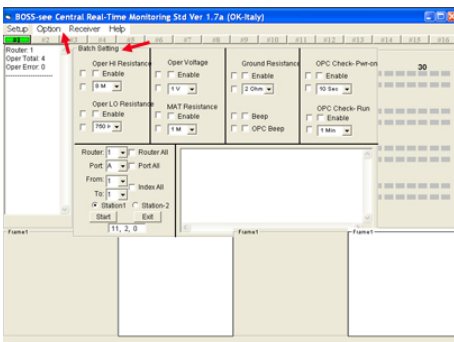 BOSS-see Central Real-Time Monitoring Std Ver 1.7a (OK-Italy)
Setup Option Receiver Help
#1 #2 #3 #4 #5 #6 #7 #8 #9 #10 #11 #12 #13 #14 #15 #16
Router: 1
Oper Total: 4
Oper Error: 0
Batch Setting
Oper HI Resistance
Enable
8 M
Oper LO Resistance
Enable
750 k
Oper Voltage
Enable
1 V
MAT Resistance
Enable
1 M
Ground Resistance
Enable
2 Ohm
Beep
OPC Beep
OPC Check- Pwr-on
Enable
10 Sec
OPC Check- Run
Enable
1 Min
30
Router: 1 Router All
Port: A Port All
From: 1
Index All
To: 1
Station1 Station-2
Start Exit
11, 2, 0
Frame1 Frame1 Frame1